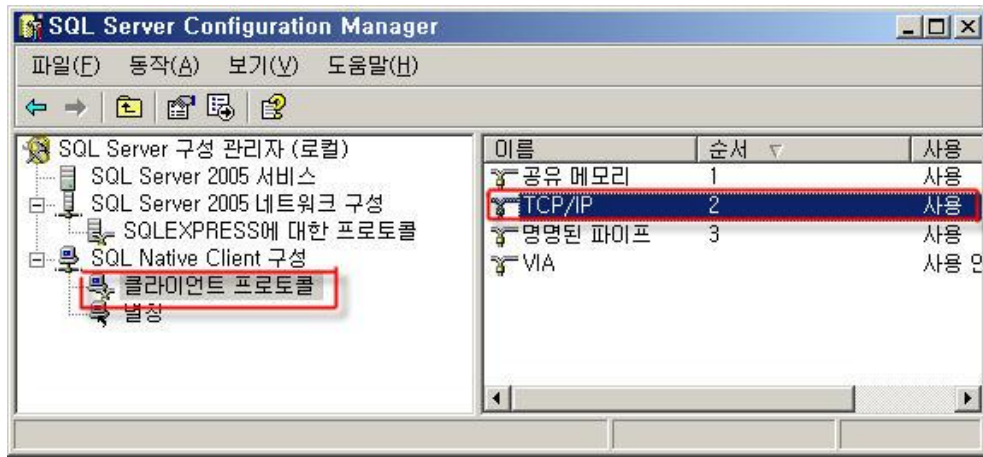 SQL Server Configuration Manager
파일(F) 동작(A) 보기(V) 도움말(H)
SQL Server 구성 관리자 (로컬)
SQL Server 2005 서비스
SQL Server 2005 네트워크 구성
SQLEXPRESS에 대한 프로토콜
SQL Native Client 구성
클라이언트 프로토콜
별칭
이름 순서 사용
공유 메모리 1 사용
TCP/IP 2 사용
명명된 파이프 3 사용
VIA 사용